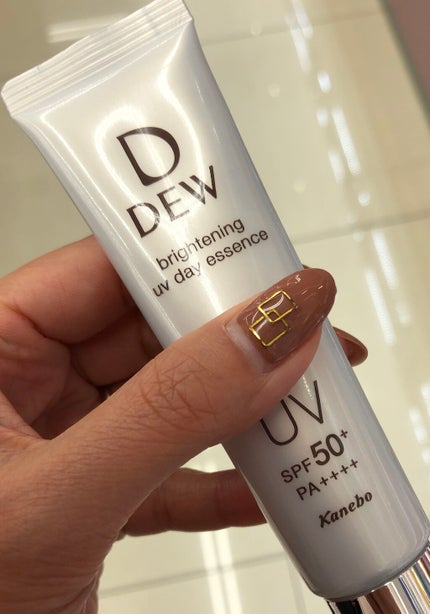 D
DEW
brightening
uv day essence
UV
SPF50+
PA++++
Kanebo